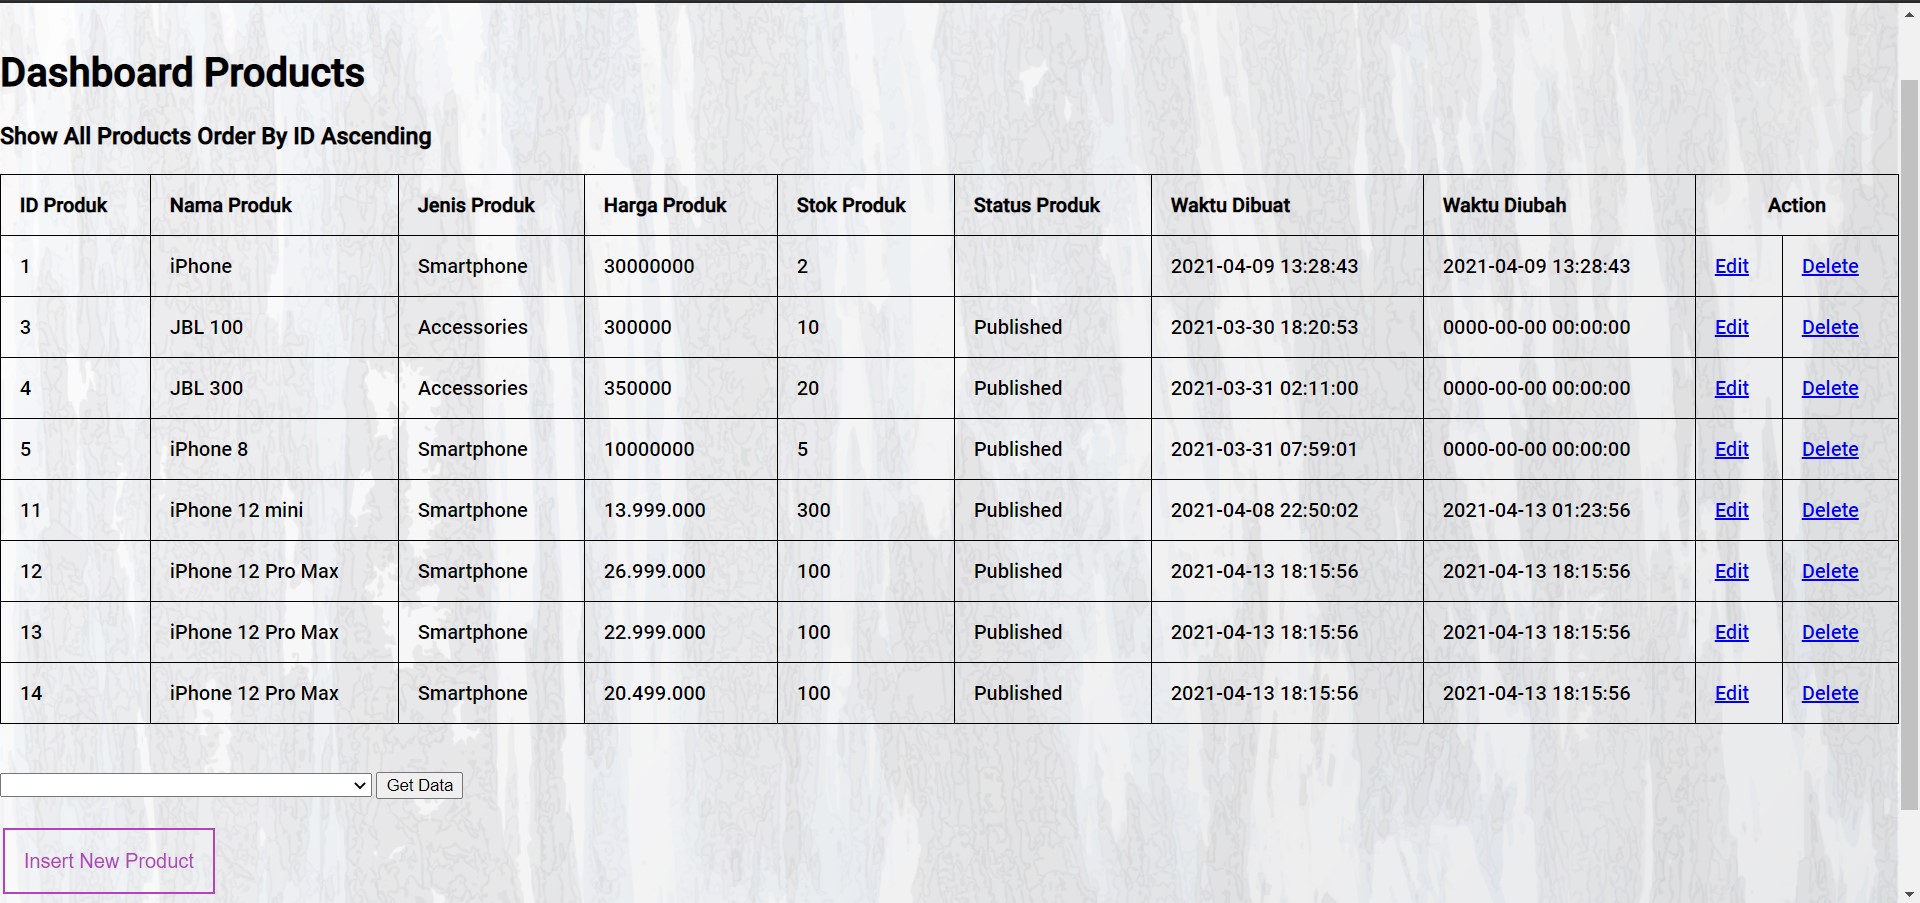 Dashboard Products
Show All Products Order By ID Ascending
ID Produk Nama Produk Jenis Produk Harga Produk Stok Produk Status Produk Waktu Dibuat Waktu Diubah Action
1 iPhone Smartphone 30000000 2 2021-04-09 13:28:43 2021-04-09 13:28:43 Edit Delete
3 JBL 100 Accessories 300000 10 Published 2021-03-30 18:20:53 0000-00-00 00:00:00 Edit Delete
4 JBL 300 Accessories 350000 20 Published 2021-03-31 02:11:00 0000-00-00 00:00:00 Edit Delete
5 iPhone 8 Smartphone 10000000 5 Published 2021-03-31 07:59:01 0000-00-00 00:00:00 Edit Delete
11 iPhone 12 mini Smartphone 13.999.000 300 Published 2021-04-08 22:50:02 2021-04-13 01:23:56 Edit Delete
12 iPhone 12 Pro Max Smartphone 26.999.000 100 Published 2021-04-13 18:15:56 2021-04-13 18:15:56 Edit Delete
13 iPhone 12 Pro Max Smartphone 22.999.000 100 Published 2021-04-13 18:15:56 2021-04-13 18:15:56 Edit Delete
14 iPhone 12 Pro Max Smartphone 20.499.000 100 Published 2021-04-13 18:15:56 2021-04-13 18:15:56 Edit Delete
Get Data
Insert New Product